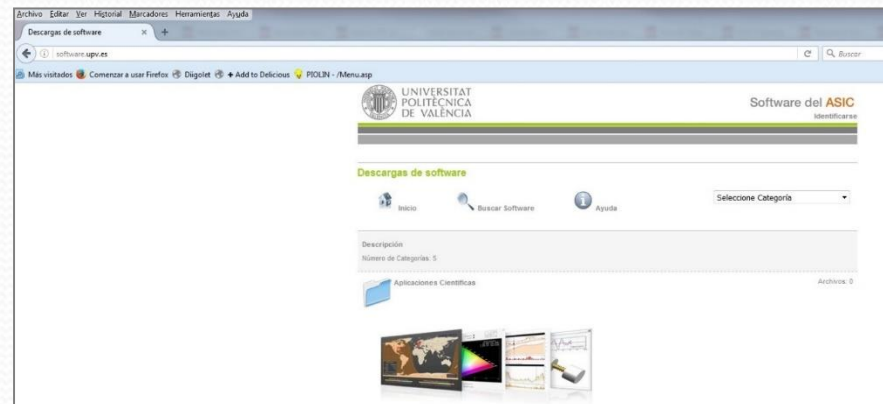 Archivo Editar Ver Historial Marcadores Herramientas Ayuda
Descargas de software × +
software.upv.es
Buscar
Más visitados Comenzar a usar Firefox Diigolet + Add to Delicious PIOLIN - /Menu.asp
UNIVERSITAT
POLITÈCNICA
DE VALÈNCIA
Software del ASIC
Identificarse
Descargas de software
Inicio Buscar Software Ayuda Seleccione Categoría
Descripción
Número de Categorías: 5
Aplicaciones Científicas Archivos: 0